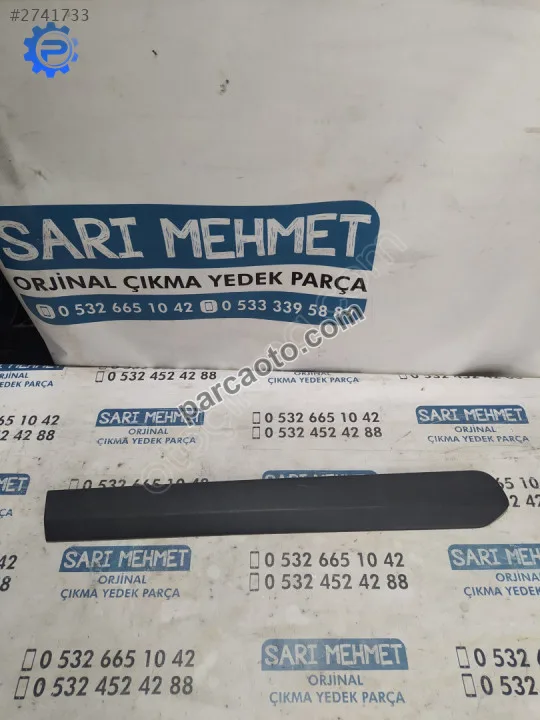 #2741733
P
SARI MEHMET
ORJİNAL ÇIKMA YEDEK PARÇA
0 532 665 10 42 0 533 339 58 8
parcaoto.com
SARI MEHMET
ÇIKMA YEDEK PARÇA
0 532 452 42 88
SARI MEHMET
ORJİNAL
ÇIKMA YEDEK PARÇA
42
2 88
SARI MEHMET
ORJİNAL
ÇIKMA YEDEK PARÇA
0 532 665 10 42
0 532 452 42 88
0 532 665 10 42
SARI MEHMET
ORJİNAL
ÇIKMA YEDEK PARÇA
0 532 665 10 42
0 532 452 42 88
SARI MEHMET
ORJİNAL
ÇIKMA YEDEK PARÇA
0 532 665 10 42
0 532 452 42 88
SARI MEHMET
ORJİNAL
ÇIKMA YEDEK PARÇA